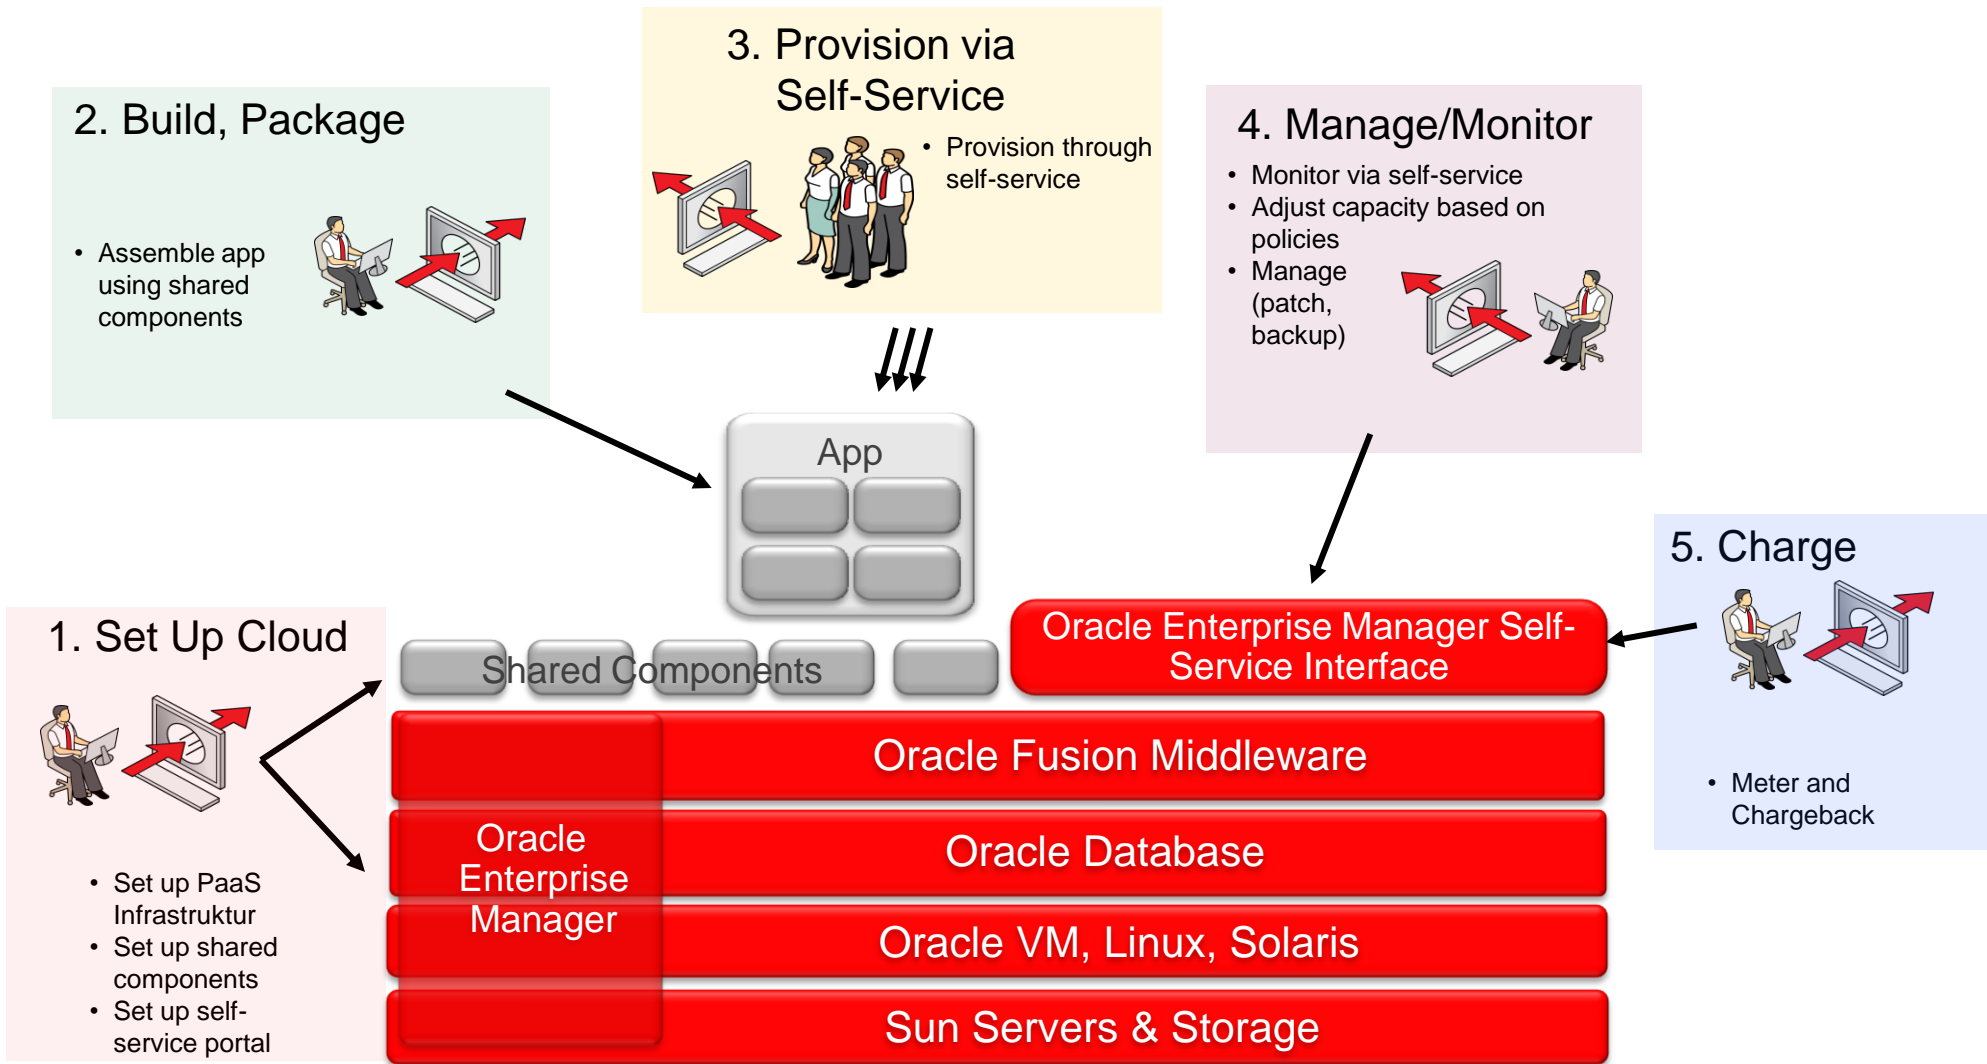 3. Provision via
Self-Service
• Provision through
self-service
2. Build, Package
• Assemble app
using shared
components
4. Manage/Monitor
• Monitor via self-service
• Adjust capacity based on
policies
• Manage
(patch,
backup)
App
5. Charge
• Meter and
Chargeback
1. Set Up Cloud
• Set up PaaS
Infrastruktur
• Set up shared
components
• Set up self-
service portal
Shared Components
Oracle Enterprise Manager Self-
Service Interface
Oracle Fusion Middleware
Oracle
Enterprise
Manager
Oracle Database
Oracle VM, Linux, Solaris
Sun Servers & Storage